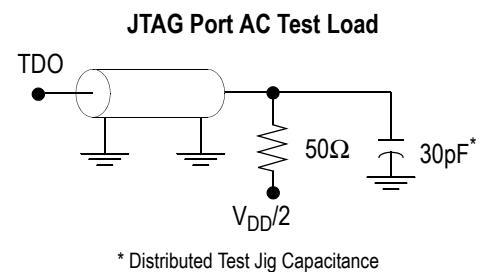 JTAG Port AC Test Load
TDO
50Ω
30pF*
VDD/2
* Distributed Test Jig Capacitance